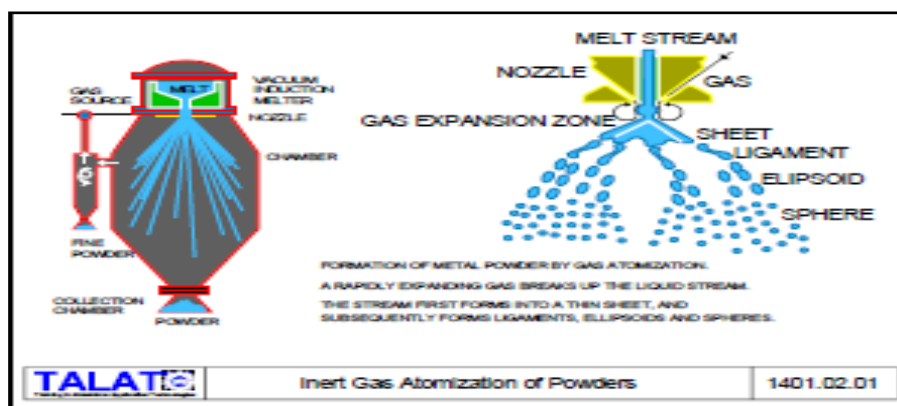 MELT STREAM
NOZZLE
GAS
GAS EXPANSION ZONE
SHEET
LIGAMENT
ELIPSOID
SPHERE
GAS
SOURCE
MELT
VACUUM
INDUCTION
MELTER
NOZZLE
CHAMBER
FINE
POWDER
COLLECTION
CHAMBER
POWDER
FORMATION OF METAL POWDER BY GAS ATOMIZATION.
A RAPIDLY EXPANDING GAS BREAKS UP THE LIQUID STREAM.
THE STREAM FIRST FORMS INTO A THIN SHEET, AND
SUBSEQUENTLY FORMS LIGAMENTS, ELLIPSOIDS AND SPHERES.
TALAT
Inert Gas Atomization of Powders
1401.02.01